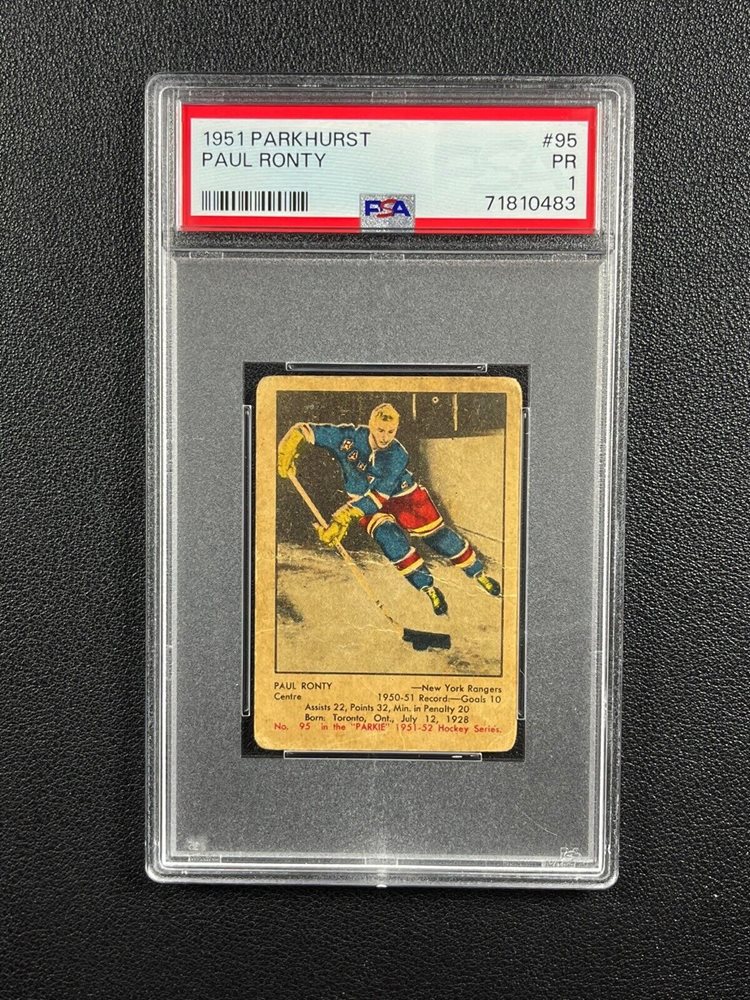 1951 PARKHURST #95
PAUL RONTY PR
1
PSA 71810483
PAUL RONTY —New York Rangers
Centre 1950-51 Record:—Goals 10
Assists 22, Points 32, Min. in Penalty 20
Born: Toronto, Ont., July 12, 1928
No. 95 in the "PARKIE" 1951-52 Hockey Series.